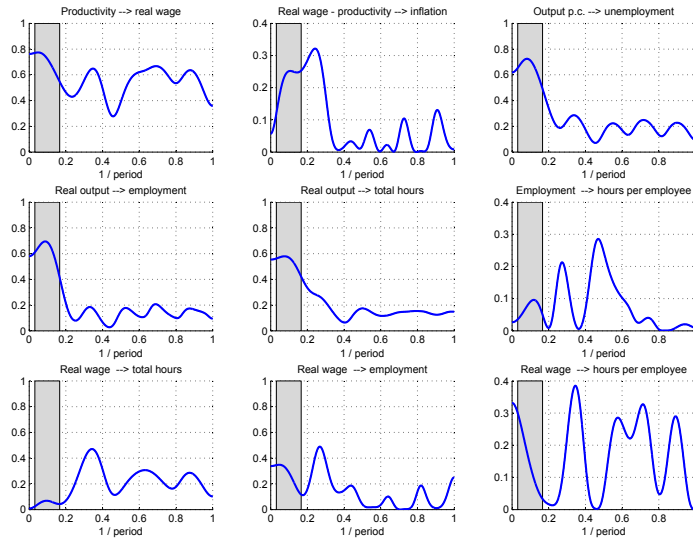 Productivity --> real wage
Real wage - productivity --> inflation
Output p.c. --> unemployment
1
0.8
0.6
0.4
0.2
0
0 0.2 0.4 0.6 0.8 1
1 / period
0.4
0.3
0.2
0.1
0
0 0.2 0.4 0.6 0.8 1
1 / period
1
0.8
0.6
0.4
0.2
0
0 0.2 0.4 0.6 0.8
1 / period
Real output --> employment
Real output --> total hours
Employment --> hours per employee
1
0.8
0.6
0.4
0.2
0
0 0.2 0.4 0.6 0.8 1
1 / period
1
0.8
0.6
0.4
0.2
0
0 0.2 0.4 0.6 0.8 1
1 / period
0.4
0.3
0.2
0.1
0
0 0.2 0.4 0.6 0.8
1 / period
Real wage --> total hours
Real wage --> employment
Real wage --> hours per employee
1
0.8
0.6
0.4
0.2
0
0 0.2 0.4 0.6 0.8 1
1 / period
1
0.8
0.6
0.4
0.2
0
0 0.2 0.4 0.6 0.8 1
1 / period
0.4
0.3
0.2
0.1
0
0 0.2 0.4 0.6 0.8
1 / period